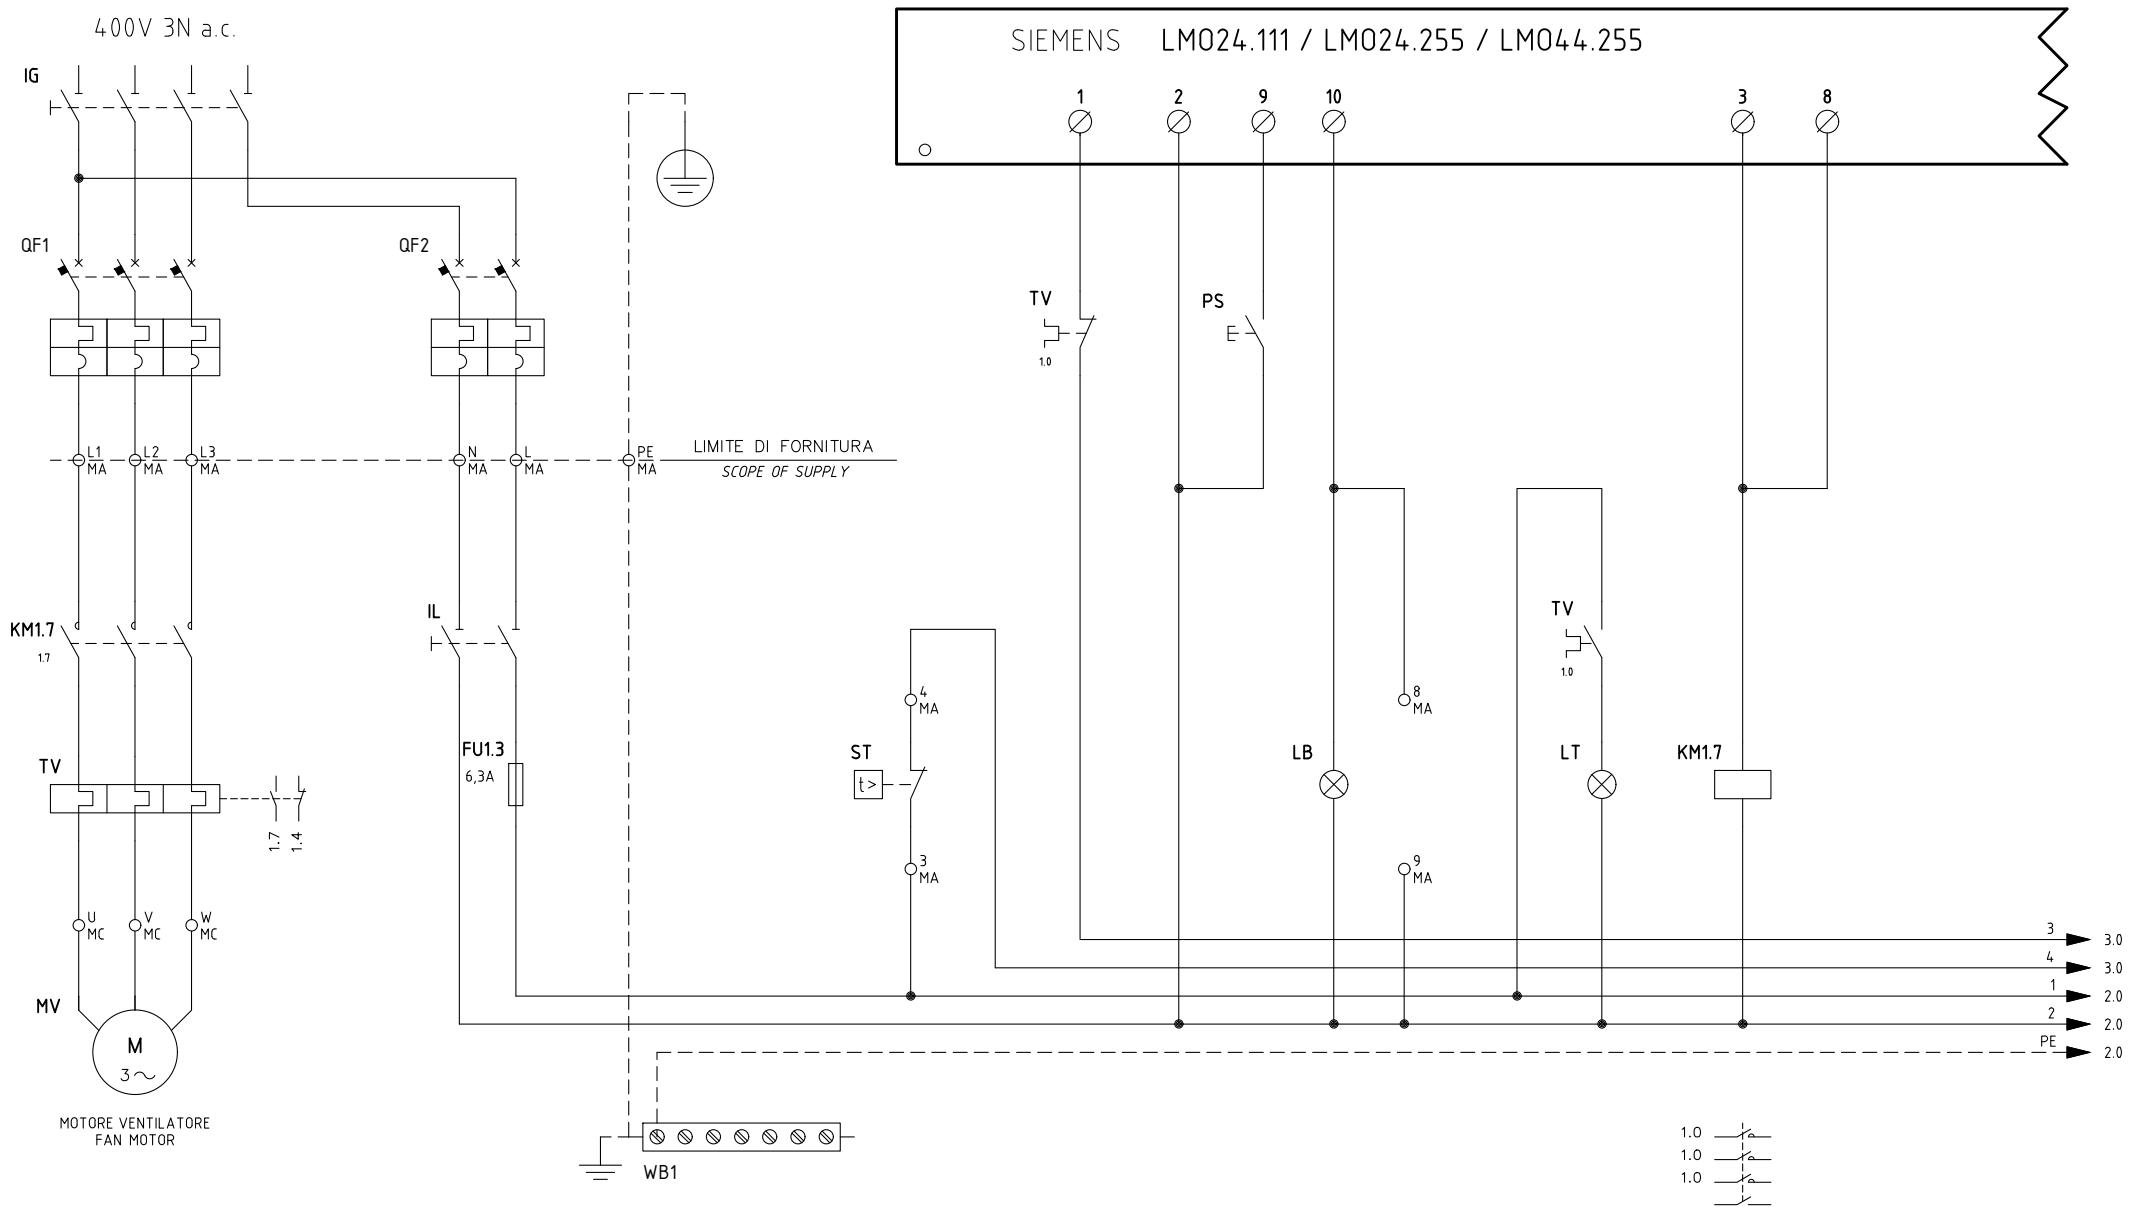 400V 3N a.c.
SIEMENS LMO24.111 / LMO24.255 / LMO44.255
IG
1 2 9 10 3 8
QF1 QF2
TV PS
1.0
L1 L2 L3 N L PE
MA MA MA MA MA MA
LIMITE DI FORNITURA
SCOPE OF SUPPLY
KM1.7 IL TV
1.7 1.0
4 8
MA MA
TV FU1.3 ST LB LT KM1.7
6,3A t>
1.7 1.4
3 9
MA MA
U V W
MC MC MC
3 3.0
4 3.0
1 2.0
2 2.0
PE 2.0
MV
M
3~
MOTORE VENTILATORE
FAN MOTOR
WB1
1.0
1.0
1.0